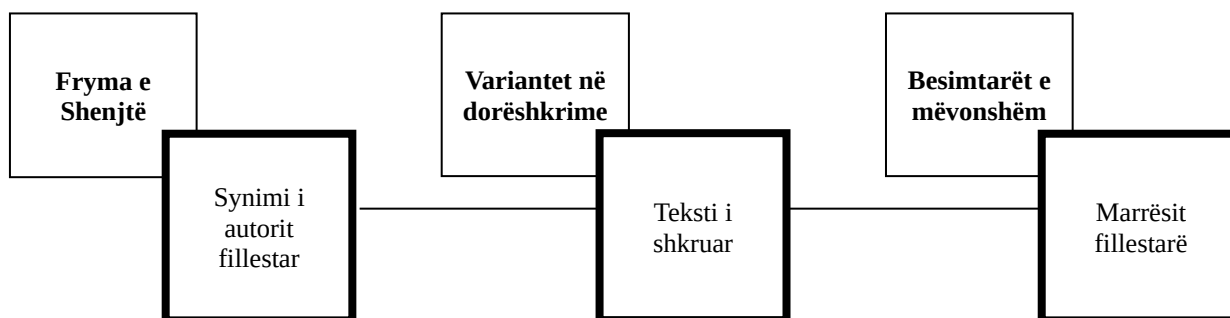 Fryma e
Shenjtë
Variantet në
dorëshkrime
Besimtarët e
mëvonshëm
Synimi i
autorit
fillestar
Teksti i
shkruar
Marrësit
fillestarë